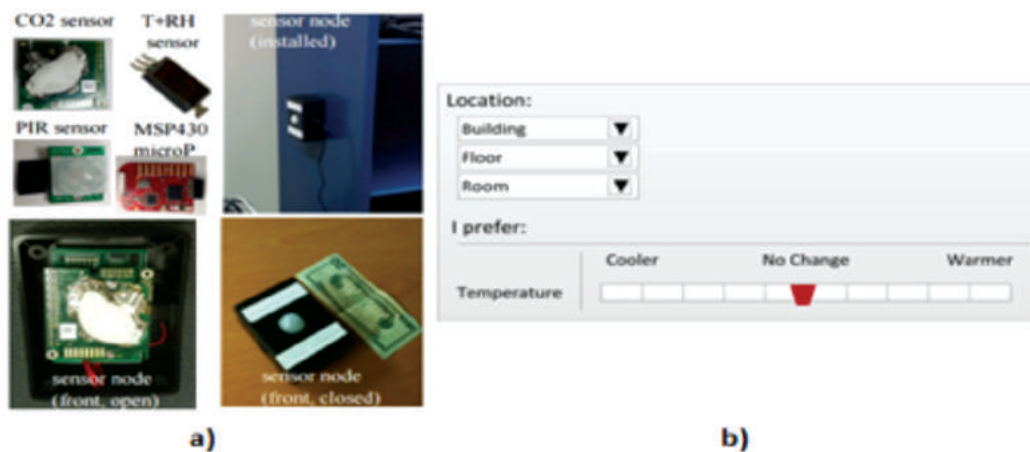 CO2 sensor
T+RH
sensor
PIR sensor
MSP430
microP
sensor node
(installed)
sensor node
(front, open)
sensor node
(front, closed)
a)
Location:
Building
Floor
Room
I prefer:
Cooler No Change Warmer
Temperature
b)